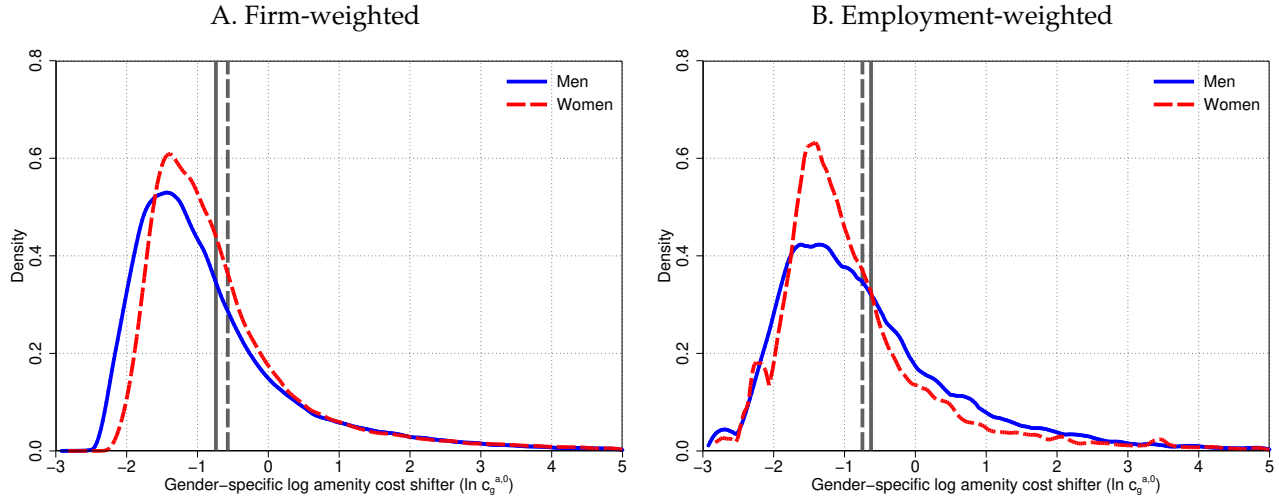 A. Firm-weighted
0.8
0.6
0.4
0.2
0.0
Density
Men
Women
−3 −2 −1 0 1 2 3 4 5
Gender−specific log amenity cost shifter (ln c_g^{a,0})
B. Employment-weighted
0.8
0.6
0.4
0.2
0.0
Density
Men
Women
−3 −2 −1 0 1 2 3 4 5
Gender−specific log amenity cost shifter (ln c_g^{a,0})